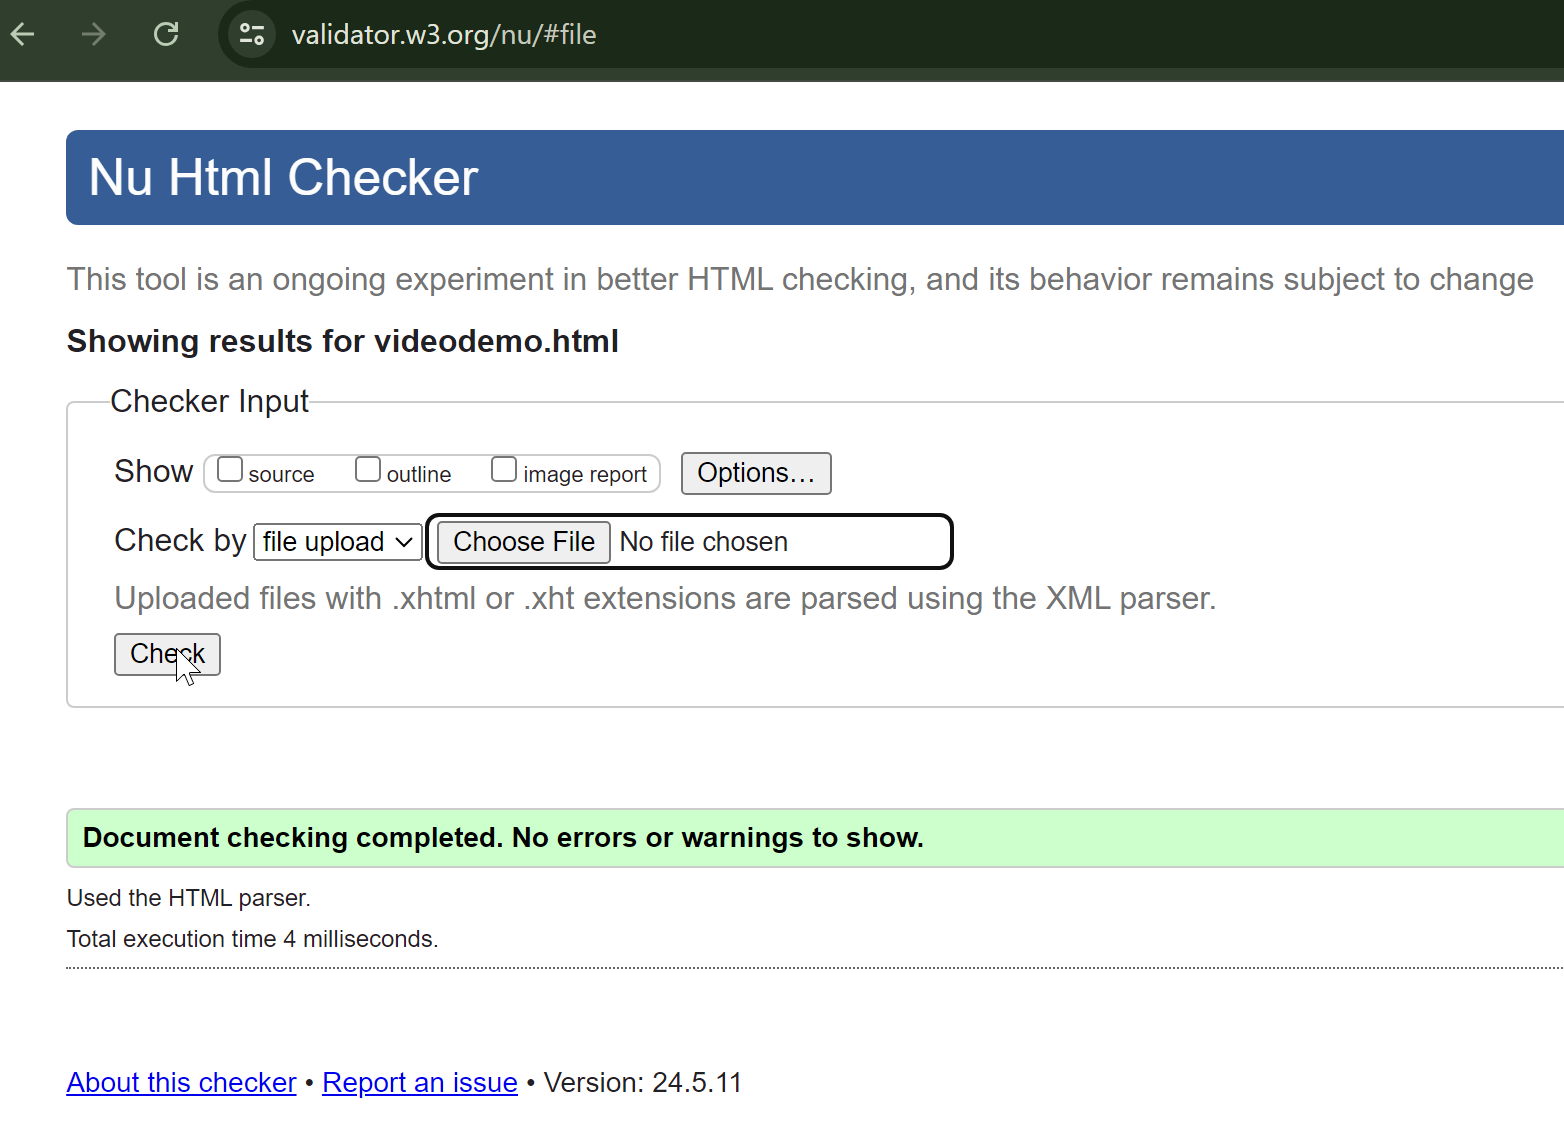 validator.w3.org/nu/#file
Nu Html Checker
This tool is an ongoing experiment in better HTML checking, and its behavior remains subject to change
Showing results for videodemo.html
Checker Input
Show source outline image report Options...
Check by file upload Choose File No file chosen
Uploaded files with .xhtml or .xht extensions are parsed using the XML parser.
Check
Document checking completed. No errors or warnings to show.
Used the HTML parser.
Total execution time 4 milliseconds.
About this checker • Report an issue • Version: 24.5.11